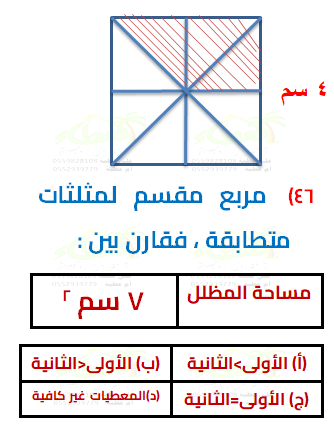 ٤ سم
٤٦) مربع مقسم لمثلثات
متطابقة ، فقارن بين :
مساحة المظلل
٧ سم ٢
(أ) الأولى>الثانية
(ب) الأولى<الثانية
(ج) الأولى=الثانية
(د)المعطيات غير كافية